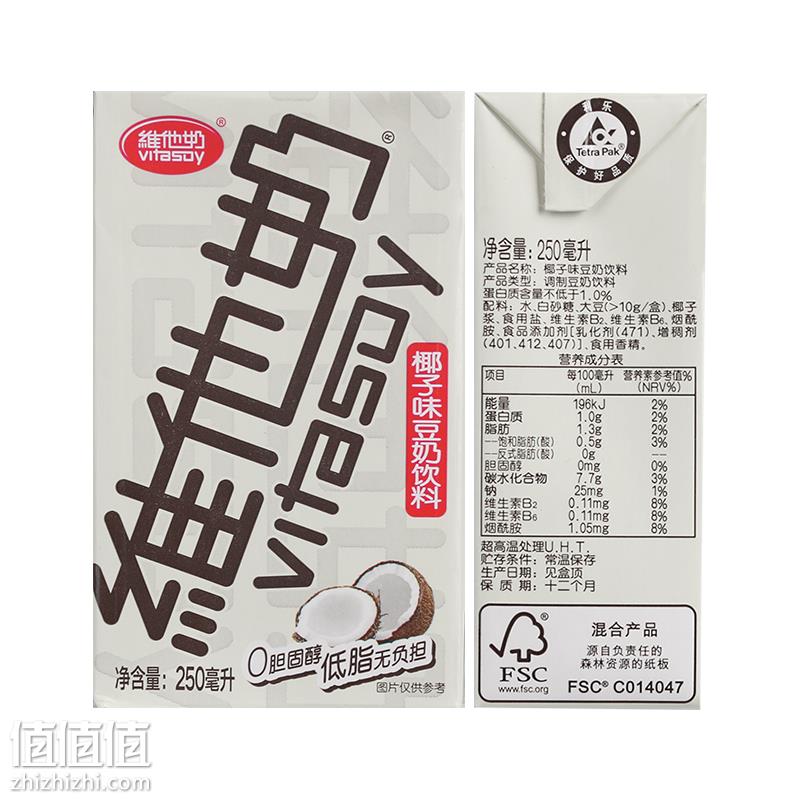 維他奶
vitasoy
®
維他奶
®
vitasoy
椰子味豆奶饮料
0胆固醇
低脂无负担
净含量: 250毫升
图片仅供参考
利乐
Tetra Pak®
保护好品质
净含量: 250毫升
产品名称: 椰子味豆奶饮料
产品类型: 调制豆奶饮料
蛋白质含量不低于1.0%
配料: 水、白砂糖、大豆(>10g/盒)、椰子
浆、食用盐、维生素B₂、维生素B₆、烟酰
胺、食品添加剂[乳化剂(471)、增稠剂
(401、412、407)]、食用香精。
营养成分表
项目 每100毫升(mL) 营养素参考值%(NRV%)
能量 196kJ 2%
蛋白质 1.0g 2%
脂肪 1.3g 2%
--饱和脂肪(酸) 0.5g 3%
--反式脂肪(酸) 0g --
胆固醇 0mg 0%
碳水化合物 7.7g 3%
钠 25mg 1%
维生素B₂ 0.11mg 8%
维生素B₆ 0.11mg 8%
烟酰胺 1.05mg 8%
超高温处理U.H.T.
贮存条件: 常温保存
生产日期: 见盒顶
保质期: 十二个月
FSC
www.fsc.org
混合产品
源自负责任的
森林资源的纸板
FSC® C014047
值值值
zhizhizhi.com